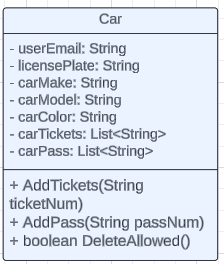 Car
- userEmail: String
- licensePlate: String
- carMake: String
- carModel: String
- carColor: String
- carTickets: List<String>
- carPass: List<String>
+ AddTickets(String
ticketNum)
+ AddPass(String passNum)
+ boolean DeleteAllowed()